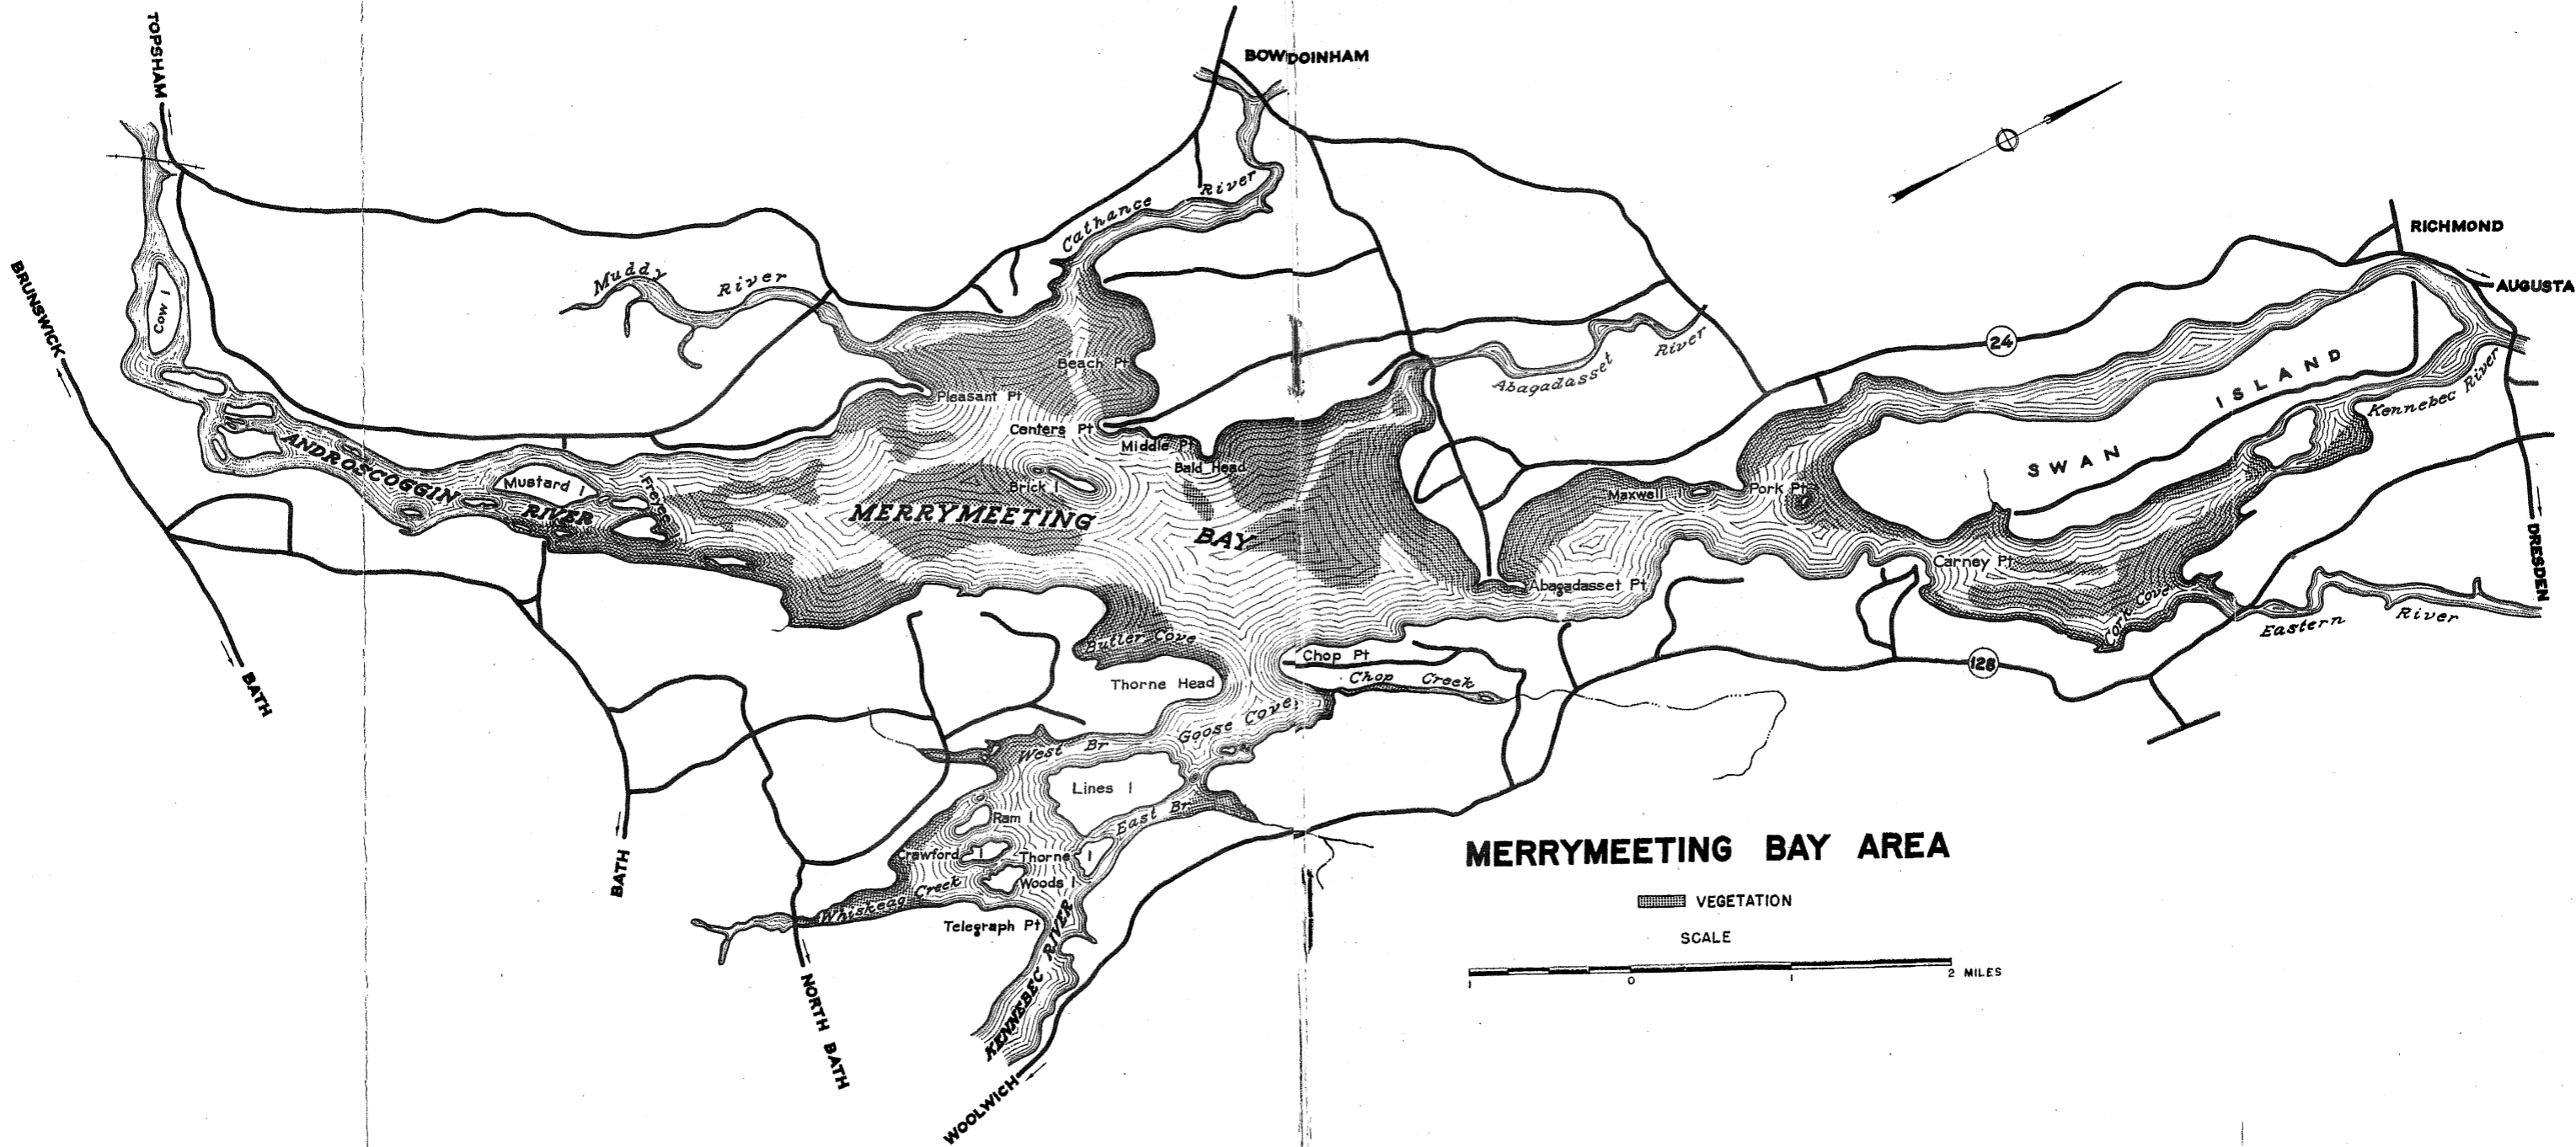 TOPSHAM
BOWDOINHAM
RICHMOND
AUGUSTA
BRUNSWICK
Cathance River
Muddy River
Cow I
24
Abagadasset River
Beach Pt
Pleasant Pt
Centers Pt
Middle Pt
Bald Head
Brick I
SWAN ISLAND
Kennebec River
ANDROSCOGGIN
RIVER
Mustard I
Freyee
MERRYMEETING
BAY
Maxwell I
Pork Pt
Carney Pt
Abagadasset Pt
DRESDEN
Cork Cove
Eastern River
Butler Cove
Thorne Head
Chop Pt
Chop Creek
128
BATH
Goose Cove
West Br
Lines I
East Br
Ram I
Crawford I
Thorne I
Woods I
Whiskeag Creek
Telegraph Pt
BATH
KENNEBEC RIVER
NORTH BATH
WOOLWICH
MERRYMEETING BAY AREA
VEGETATION
SCALE
1 0 1 2 MILES